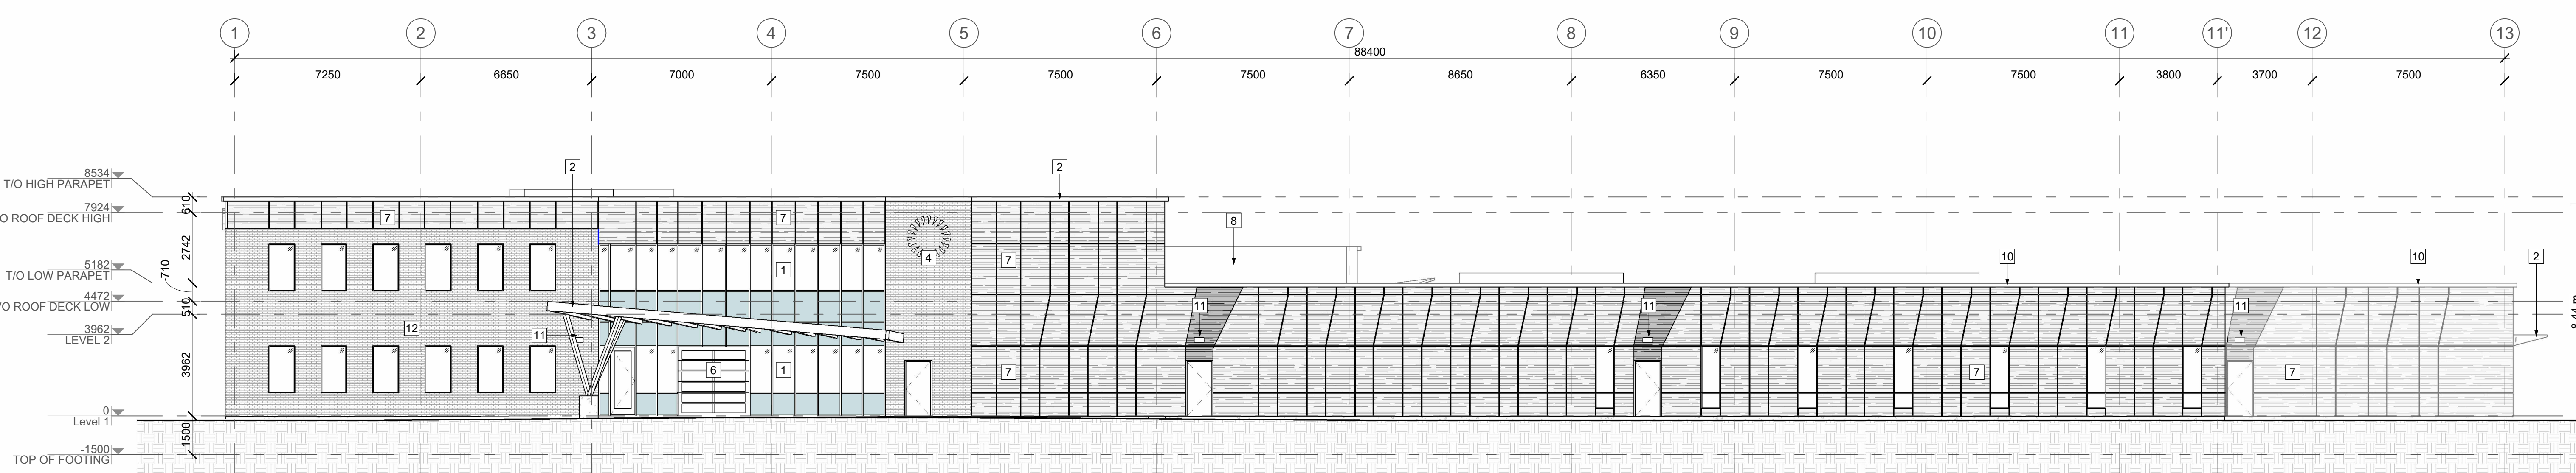 1 2 3 4 5 6 7 8 9 10 11 11' 12 13
88400
7250 6650 7000 7500 7500 7500 8650 6350 7500 7500 3800 3700 7500
8534
T/O HIGH PARAPET
7924
O ROOF DECK HIGH
5182
T/O LOW PARAPET
4472
/O ROOF DECK LOW
3962
LEVEL 2
0
Level 1
-1500
TOP OF FOOTING
610
2742
710
510
3962
1500
2 2
7 7 8
4
1 7 10 10 2
11 11 11
12 11
6 1 7 7 7
8.44 m